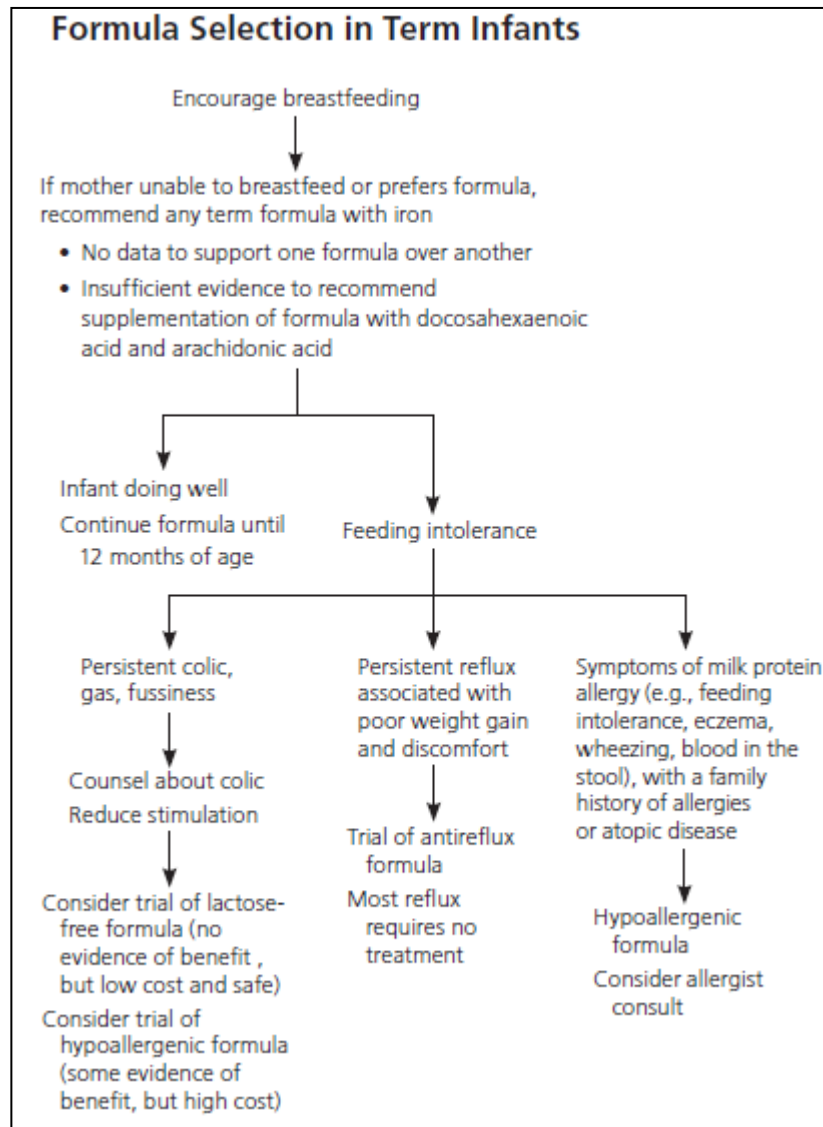 Formula Selection in Term Infants
Encourage breastfeeding
If mother unable to breastfeed or prefers formula,
recommend any term formula with iron
• No data to support one formula over another
• Insufficient evidence to recommend
supplementation of formula with docosahexaenoic
acid and arachidonic acid
Infant doing well
Continue formula until
12 months of age
Feeding intolerance
Persistent colic,
gas, fussiness
Counsel about colic
Reduce stimulation
Consider trial of lactose-
free formula (no
evidence of benefit ,
but low cost and safe)
Consider trial of
hypoallergenic formula
(some evidence of
benefit, but high cost)
Persistent reflux
associated with
poor weight gain
and discomfort
Trial of antireflux
formula
Most reflux
requires no
treatment
Symptoms of milk protein
allergy (e.g., feeding
intolerance, eczema,
wheezing, blood in the
stool), with a family
history of allergies
or atopic disease
Hypoallergenic
formula
Consider allergist
consult